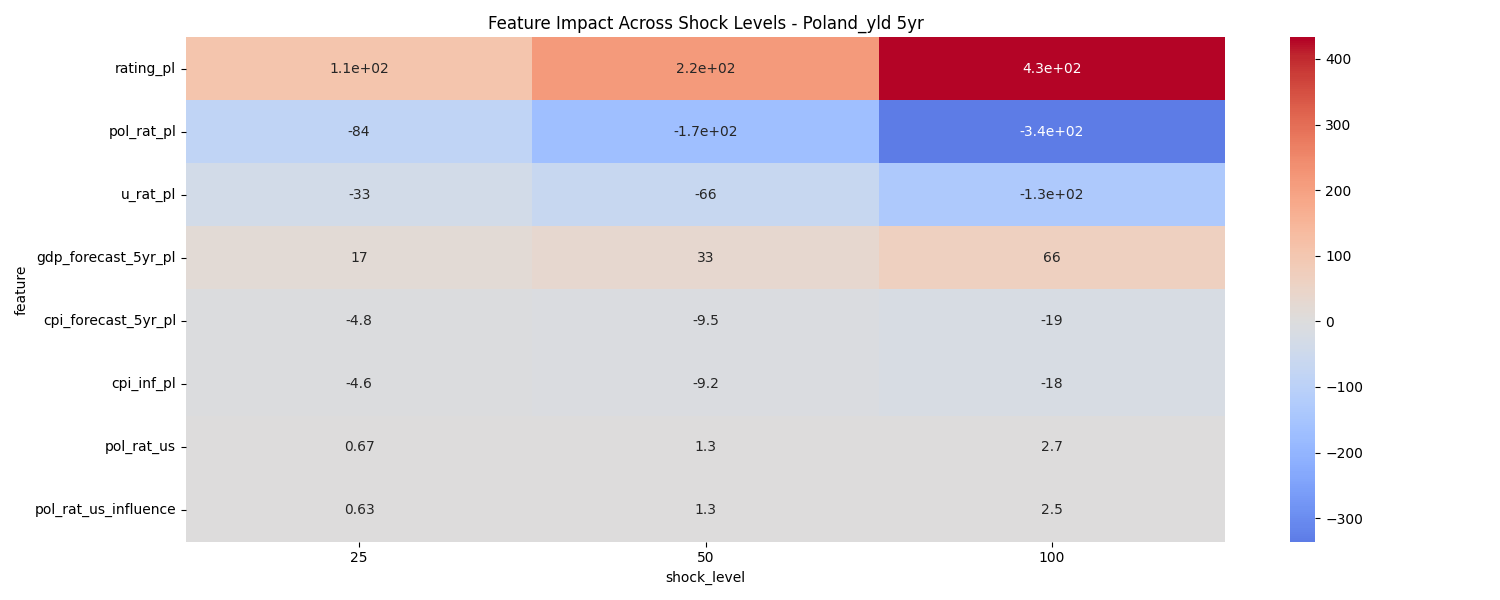 Feature Impact Across Shock Levels - Poland_yld 5yr
feature
rating_pl 1.1e+02 2.2e+02 4.3e+02
pol_rat_pl -84 -1.7e+02 -3.4e+02
u_rat_pl -33 -66 -1.3e+02
gdp_forecast_5yr_pl 17 33 66
cpi_forecast_5yr_pl -4.8 -9.5 -19
cpi_inf_pl -4.6 -9.2 -18
pol_rat_us 0.67 1.3 2.7
pol_rat_us_influence 0.63 1.3 2.5
25 50 100
shock_level
400
300
200
100
0
−100
−200
−300